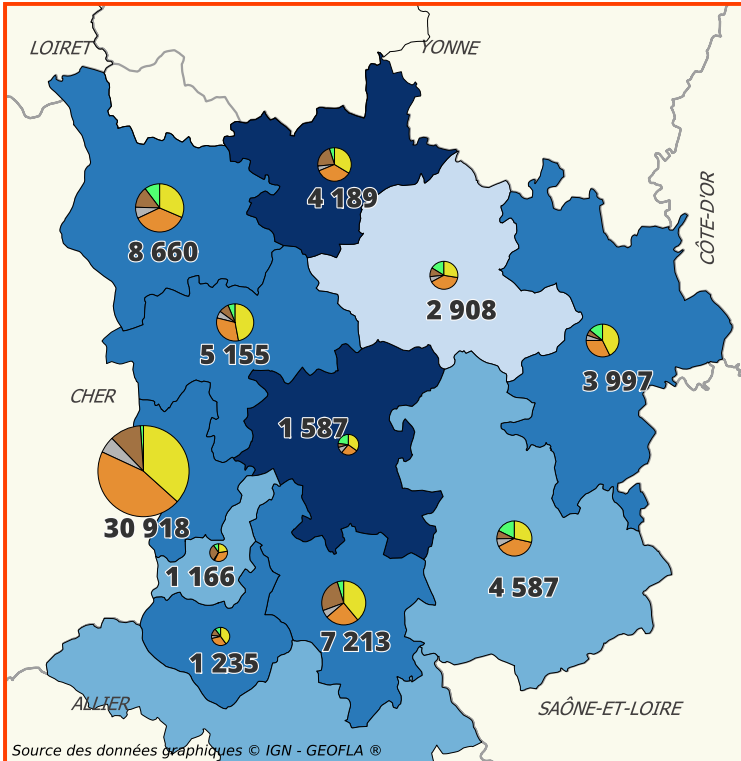 LOIRET
YONNE
4 189
8 660
CÔTE-D'OR
2 908
5 155
3 997
CHER
1 587
30 918
1 166
4 587
7 213
1 235
ALLIER
SAÔNE-ET-LOIRE
Source des données graphiques © IGN - GEOFLA ®